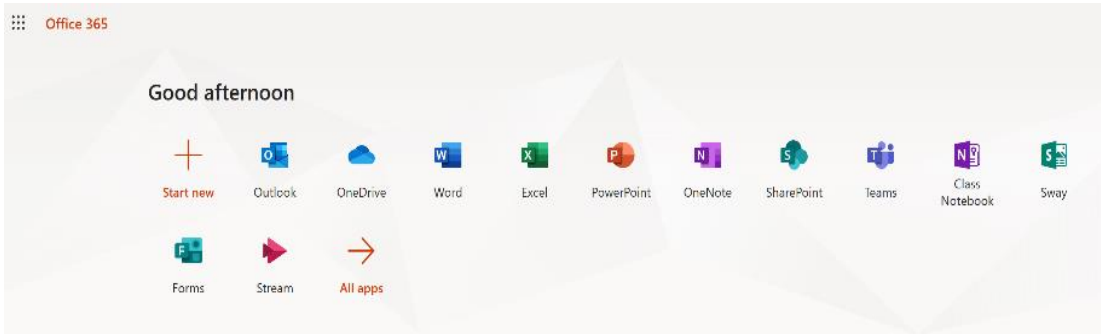 Office 365
Good afternoon
Start new
Outlook
OneDrive
Word
Excel
PowerPoint
OneNote
SharePoint
Teams
Class
Notebook
Sway
Forms
Stream
All apps